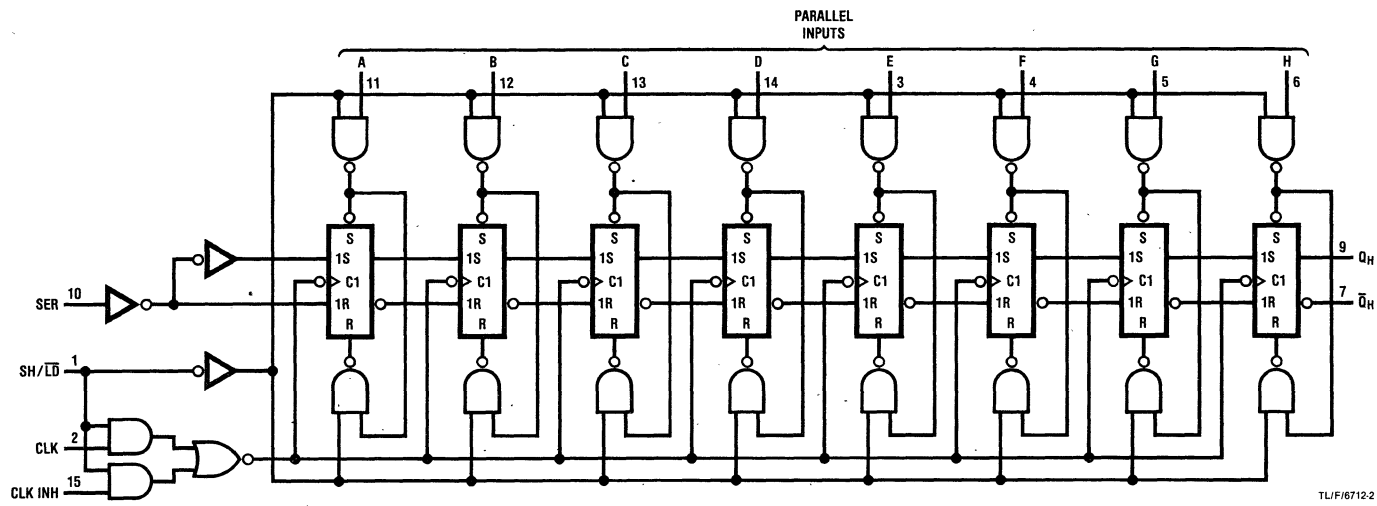 PARALLEL
INPUTS
A B C D E F G H
11 12 13 14 3 4 5 6
S S S S S S S S
1S 1S 1S 1S 1S 1S 1S 1S
9 Q_H
C1 C1 C1 C1 C1 C1 C1 C1
SER 10
1R 1R 1R 1R 1R 1R 1R 1R
7 Q̅_H
R R R R R R R R
SH/L̅D̅ 1
CLK 2
CLK INH 15
TL/F/6712-2